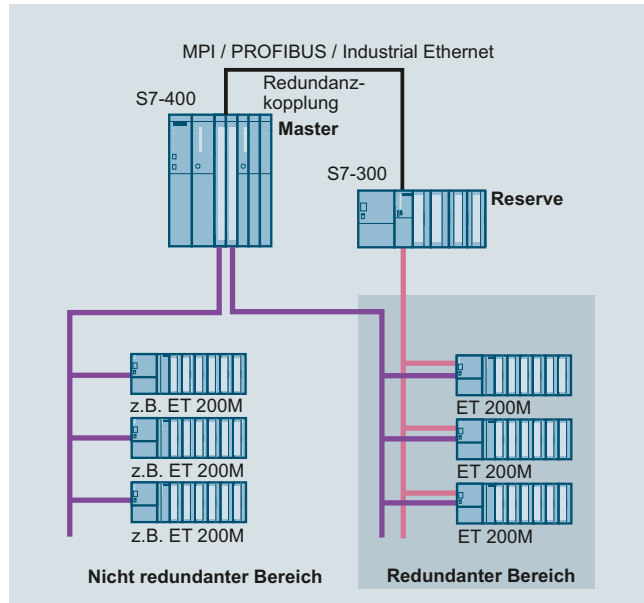 MPI / PROFIBUS / Industrial Ethernet
Redundanz-
kopplung
S7-400
Master
S7-300
Reserve
z.B. ET 200M
ET 200M
z.B. ET 200M
ET 200M
z.B. ET 200M
ET 200M
Nicht redundanter Bereich
Redundanter Bereich